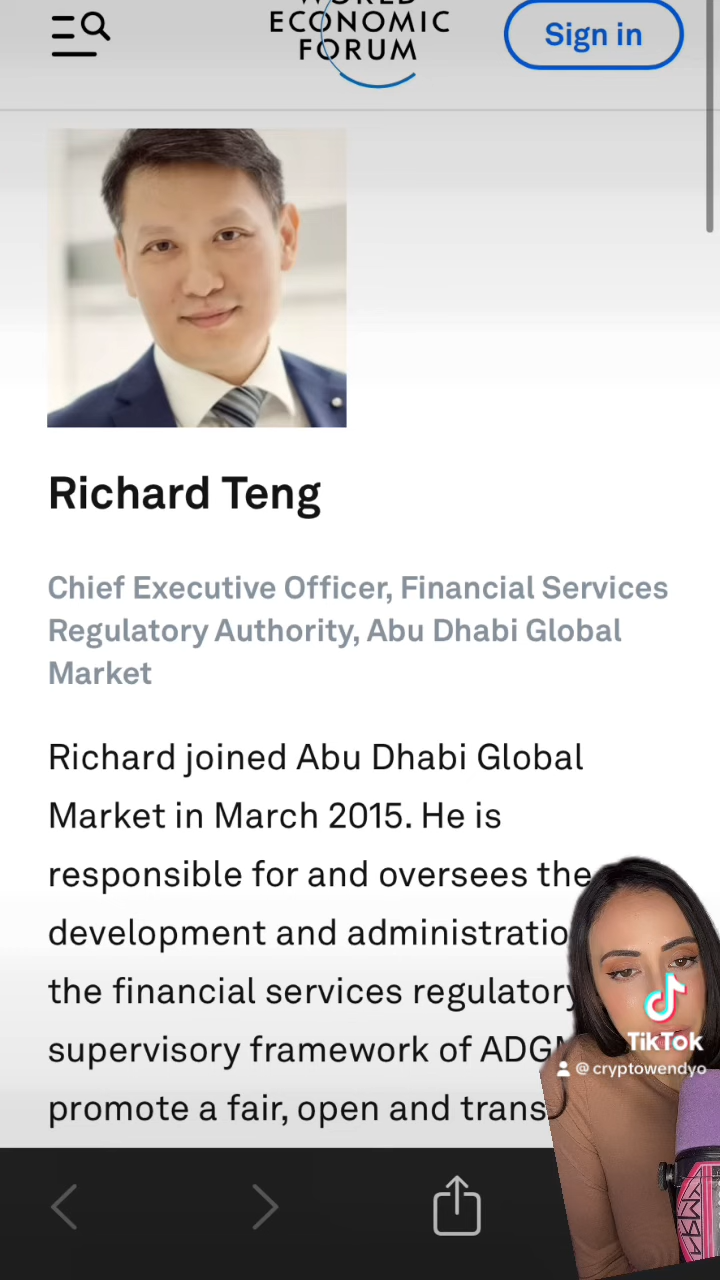 WORLD
ECONOMIC
FORUM
Sign in
Richard Teng
Chief Executive Officer, Financial Services
Regulatory Authority, Abu Dhabi Global
Market
Richard joined Abu Dhabi Global
Market in March 2015. He is
responsible for and oversees the
development and administratio
the financial services regulatory
supervisory framework of ADGM
promote a fair, open and trans
TikTok
@cryptowendyo